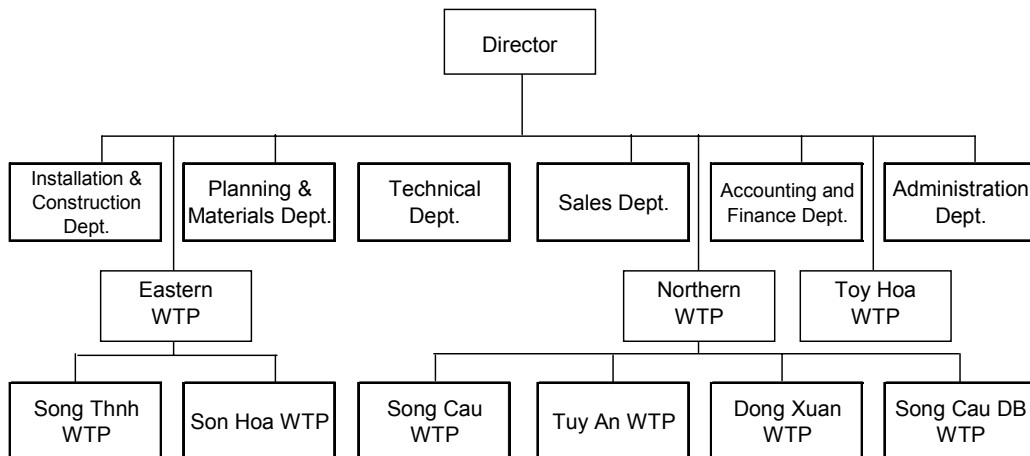 Director
Installation &
Construction
Dept.
Planning &
Materials Dept.
Technical
Dept.
Sales Dept.
Accounting and
Finance Dept.
Administration
Dept.
Eastern
WTP
Northern
WTP
Toy Hoa
WTP
Song Thnh
WTP
Son Hoa WTP
Song Cau
WTP
Tuy An WTP
Dong Xuan
WTP
Song Cau DB
WTP